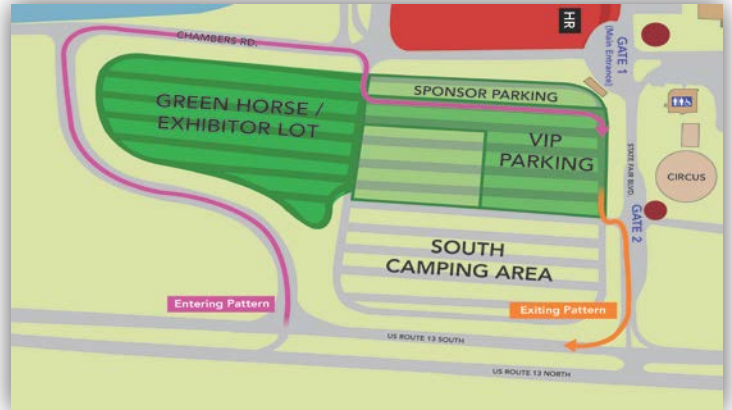 CHAMBERS RD.
HR
GATE 1
(Main Entrance)
SPONSOR PARKING
GREEN HORSE /
EXHIBITOR LOT
VIP
PARKING
STATE FAIR BLVD.
CIRCUS
GATE 2
SOUTH
CAMPING AREA
Entering Pattern
Exiting Pattern
US ROUTE 13 SOUTH
US ROUTE 13 NORTH